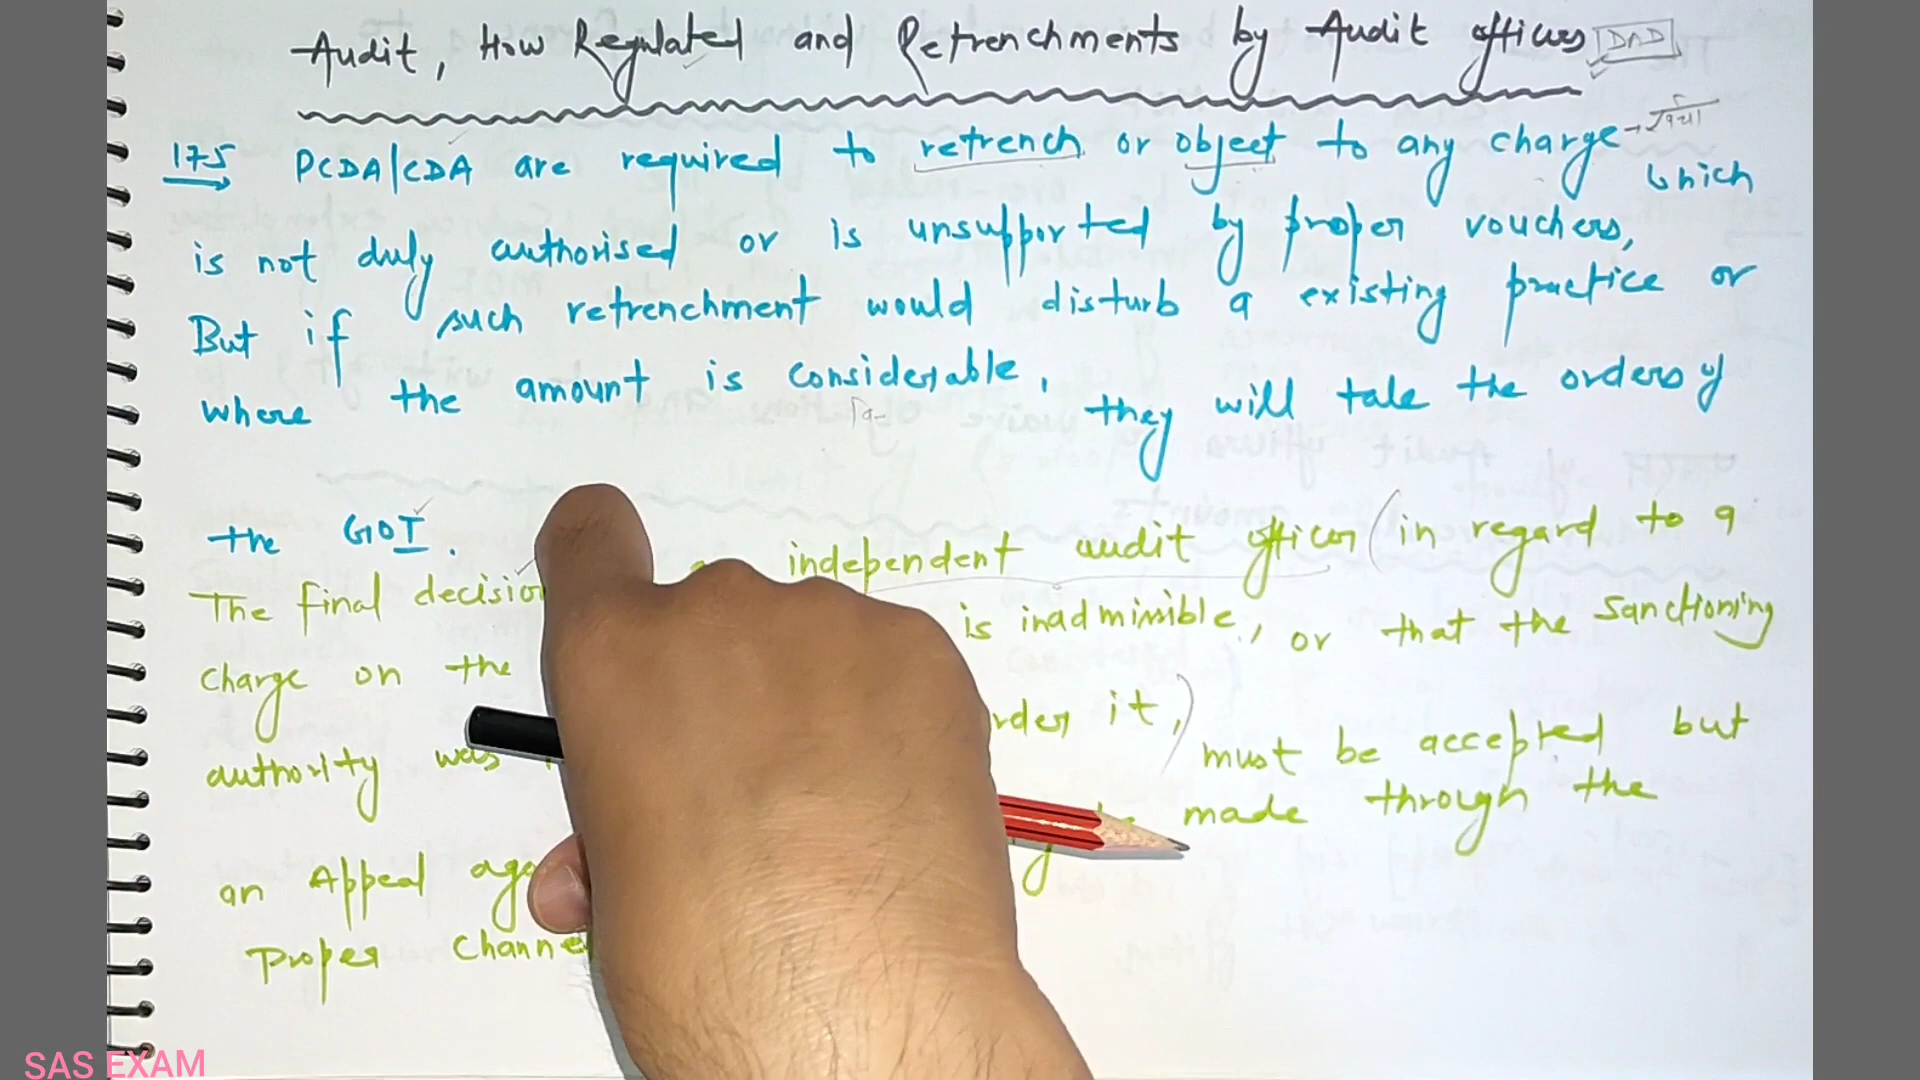 Audit, How Regulated and Retrenchments by Audit officers DAD
175 PCDA/CDA are required to retrench or object to any charge → रुपया which
is not duly authorised or is unsupported by proper vouchers,
But if such retrenchment would disturb a existing practice or
where the amount is considerable, they will take the orders of
the GOI.
The final decision independent audit officer (in regard to a
charge on the is inadmissible, or that the sanctioning
authority was order it,) must be accepted but
an Appeal made through the
Proper Channel
SAS EXAM